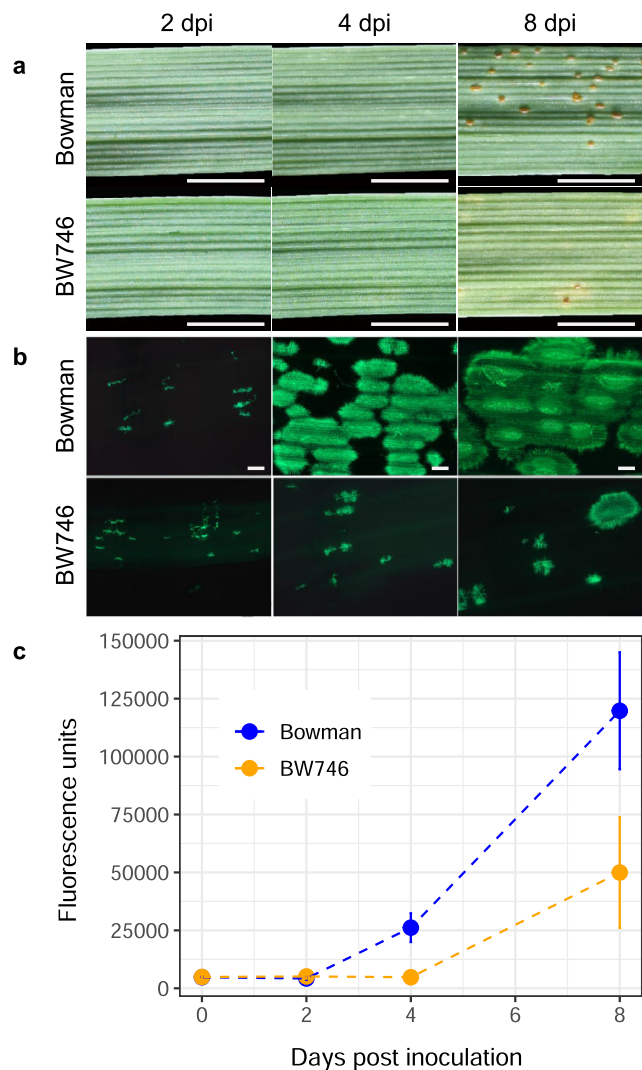 2 dpi 4 dpi 8 dpi
a
Bowman
BW746
b
Bowman
BW746
c
150000
125000
100000
75000
50000
25000
0
Fluorescence units
Bowman
BW746
0 2 4 6 8
Days post inoculation